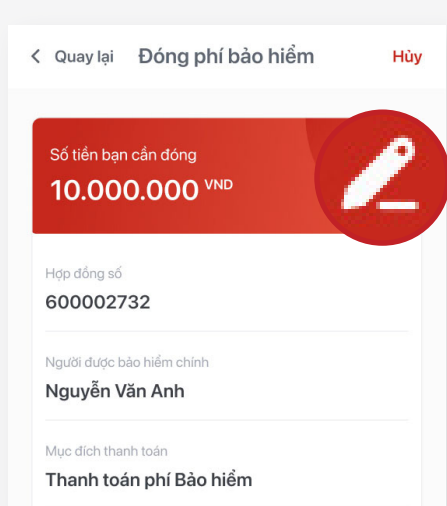 Quay lại Đóng phí bảo hiểm Hủy
Số tiền bạn cần đóng
10.000.000 VND
Hợp đồng số
600002732
Người được bảo hiểm chính
Nguyễn Văn Anh
Mục đích thanh toán
Thanh toán phí Bảo hiểm